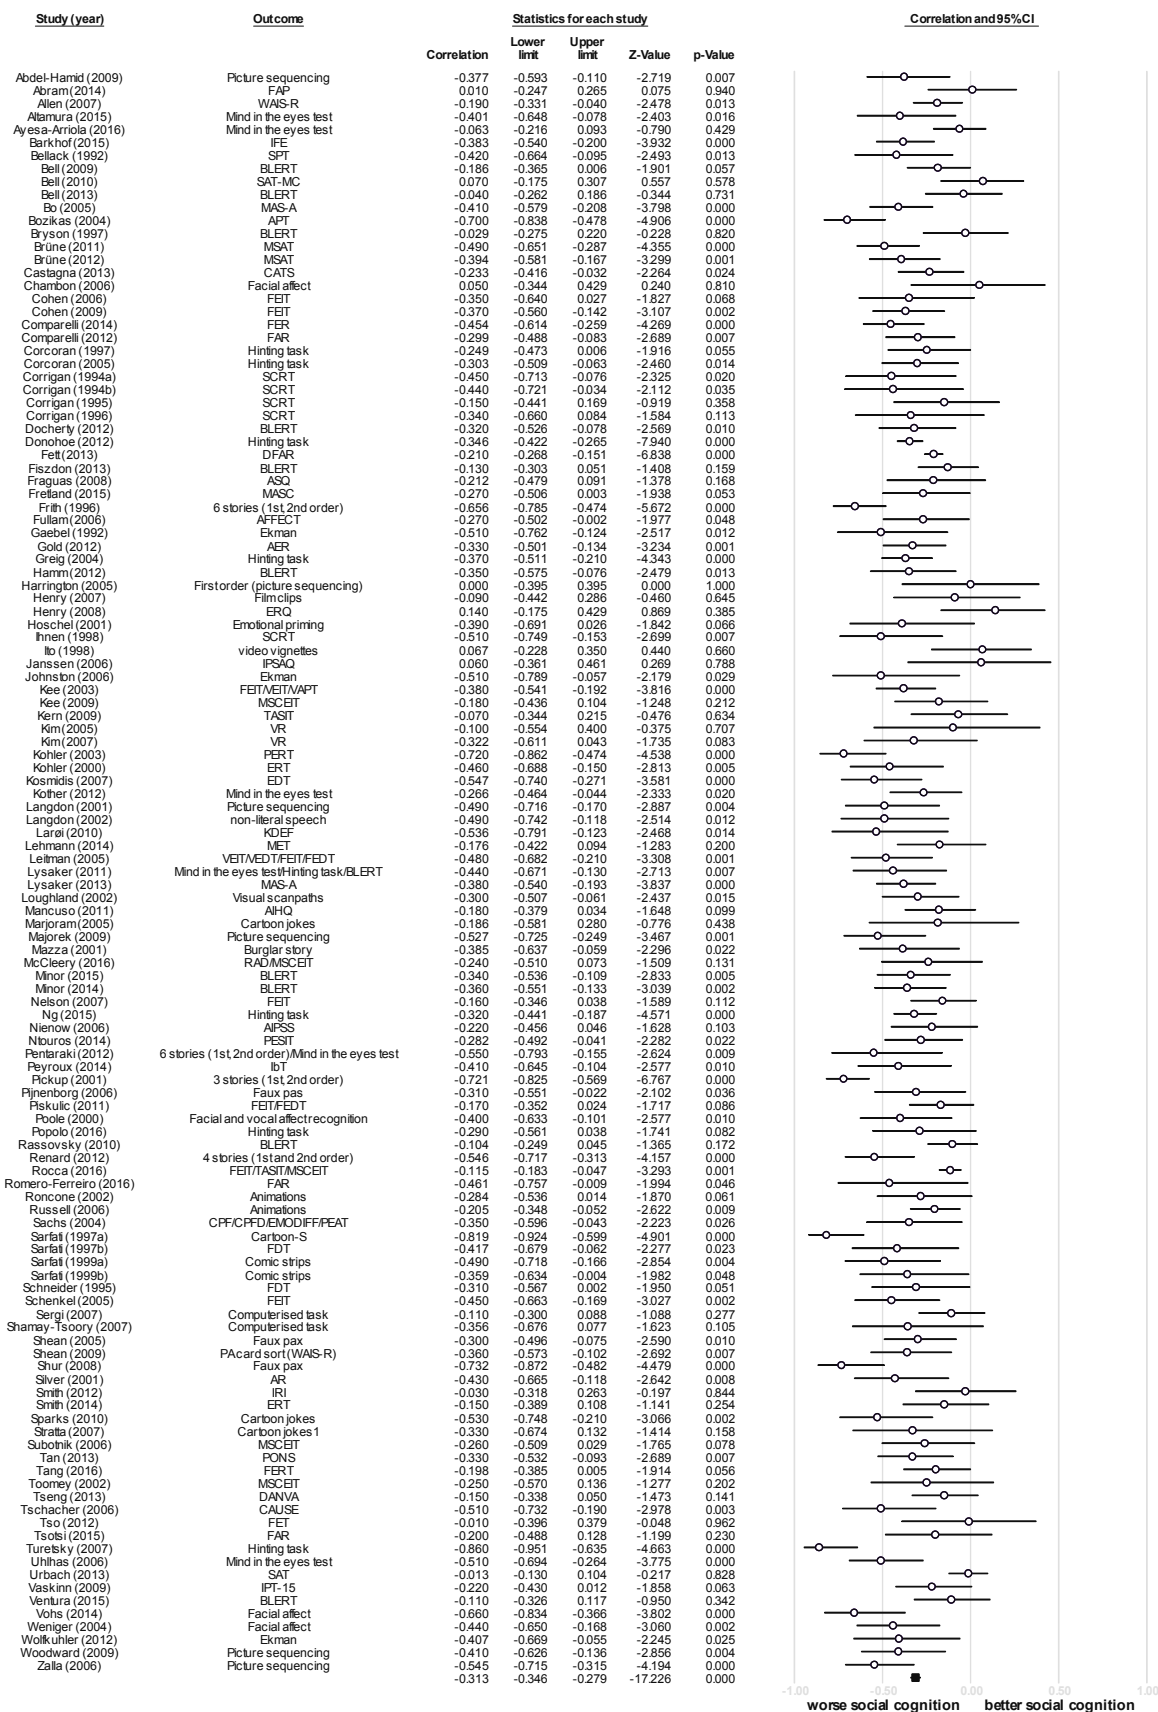 Study (year) Outcome Statistics for each study Correlation and 95%CI
Correlation Lower limit Upper limit Z-Value p-Value
Abdel-Hamid (2009) Picture sequencing -0.377 -0.593 -0.110 -2.719 0.007
Abram (2014) FAP 0.010 -0.247 0.265 0.075 0.940
Allen (2007) WAIS-R -0.190 -0.331 -0.040 -2.478 0.013
Altamura (2015) Mind in the eyes test -0.401 -0.648 -0.078 -2.403 0.016
Ayesa-Arriola (2016) Mind in the eyes test -0.063 -0.216 0.093 -0.790 0.429
Barkhof (2015) IFE -0.383 -0.540 -0.200 -3.932 0.000
Bellack (1992) SPT -0.420 -0.664 -0.095 -2.493 0.013
Bell (2009) BLERT -0.186 -0.365 0.006 -1.901 0.057
Bell (2010) SAT-MC 0.070 -0.175 0.307 0.557 0.578
Bell (2013) BLERT -0.040 -0.262 0.186 -0.344 0.731
Bo (2005) MAS-A -0.410 -0.579 -0.208 -3.798 0.000
Bozikas (2004) APT -0.700 -0.838 -0.478 -4.906 0.000
Bryson (1997) BLERT -0.029 -0.275 0.220 -0.228 0.820
Brüne (2011) MSAT -0.490 -0.651 -0.287 -4.355 0.000
Brüne (2012) MSAT -0.394 -0.581 -0.167 -3.299 0.001
Castagna (2013) CATS -0.233 -0.416 -0.032 -2.264 0.024
Chambon (2006) Facial affect 0.050 -0.344 0.429 0.240 0.810
Cohen (2006) FEIT -0.350 -0.640 0.027 -1.827 0.068
Cohen (2009) FEIT -0.370 -0.560 -0.142 -3.107 0.002
Comparelli (2014) FER -0.454 -0.614 -0.259 -4.269 0.000
Comparelli (2012) FAR -0.299 -0.488 -0.083 -2.689 0.007
Corcoran (1997) Hinting task -0.249 -0.473 0.006 -1.916 0.055
Corcoran (2005) Hinting task -0.303 -0.509 -0.063 -2.460 0.014
Corrigan (1994a) SCRT -0.450 -0.713 -0.076 -2.325 0.020
Corrigan (1994b) SCRT -0.440 -0.721 -0.034 -2.112 0.035
Corrigan (1995) SCRT -0.150 -0.441 0.169 -0.919 0.358
Corrigan (1996) SCRT -0.340 -0.660 0.084 -1.584 0.113
Docherty (2012) BLERT -0.320 -0.526 -0.078 -2.569 0.010
Donohoe (2012) Hinting task -0.346 -0.422 -0.265 -7.940 0.000
Fett(2013) DFAR -0.210 -0.268 -0.151 -6.838 0.000
Fiszdon (2013) BLERT -0.130 -0.303 0.051 -1.408 0.159
Fraguas (2008) ASQ -0.212 -0.479 0.091 -1.378 0.168
Fretland (2015) MASC -0.270 -0.506 0.003 -1.938 0.053
Frith (1996) 6 stories (1st, 2nd order) -0.656 -0.785 -0.474 -5.672 0.000
Fullam (2006) AFFECT -0.270 -0.502 -0.002 -1.977 0.048
Gaebel (1992) Ekman -0.510 -0.762 -0.124 -2.517 0.012
Gold (2012) AER -0.330 -0.501 -0.134 -3.234 0.001
Greig (2004) Hinting task -0.370 -0.511 -0.210 -4.343 0.000
Hamm (2012) BLERT -0.350 -0.575 -0.076 -2.479 0.013
Harrington (2005) First order (picture sequencing) 0.000 -0.395 0.395 0.000 1.000
Henry (2007) Film clips -0.090 -0.442 0.286 -0.460 0.645
Henry (2008) ERQ 0.140 -0.175 0.429 0.869 0.385
Hoschel (2001) Emotional priming -0.390 -0.691 0.026 -1.842 0.066
Ihnen (1998) SCRT -0.510 -0.749 -0.153 -2.699 0.007
Ito (1998) video vignettes 0.067 -0.228 0.350 0.440 0.660
Janssen (2006) IPSAQ 0.060 -0.361 0.461 0.269 0.788
Johnston (2006) Ekman -0.510 -0.789 -0.057 -2.179 0.029
Kee (2003) FEIT/VEIT/VAPT -0.380 -0.541 -0.192 -3.816 0.000
Kee (2009) MSCEIT -0.180 -0.436 0.104 -1.248 0.212
Kern (2009) TASIT -0.070 -0.344 0.215 -0.476 0.634
Kim (2005) VR -0.100 -0.554 0.400 -0.375 0.707
Kim (2007) VR -0.322 -0.611 0.043 -1.735 0.083
Kohler (2003) PERT -0.720 -0.862 -0.474 -4.538 0.000
Kohler (2000) ERT -0.460 -0.688 -0.150 -2.813 0.005
Kosmidis (2007) EDT -0.547 -0.740 -0.271 -3.581 0.000
Kother (2012) Mind in the eyes test -0.266 -0.464 -0.044 -2.333 0.020
Langdon (2001) Picture sequencing -0.490 -0.716 -0.170 -2.887 0.004
Langdon (2002) non-literal speech -0.490 -0.742 -0.118 -2.514 0.012
Larøi (2010) KDEF -0.536 -0.791 -0.123 -2.468 0.014
Lehmann (2014) MET -0.176 -0.422 0.094 -1.283 0.200
Leitman (2005) VEIT/VEDT/FEIT/FEDT -0.480 -0.682 -0.210 -3.308 0.001
Lysaker (2011) Mind in the eyes test/Hinting task/BLERT -0.440 -0.671 -0.130 -2.713 0.007
Lysaker (2013) MAS-A -0.380 -0.540 -0.193 -3.837 0.000
Loughland (2002) Visual scanpaths -0.300 -0.507 -0.061 -2.437 0.015
Mancuso (2011) AIHQ -0.180 -0.379 0.034 -1.648 0.099
Marjoram (2005) Cartoon jokes -0.186 -0.581 0.280 -0.776 0.438
Majorek (2009) Picture sequencing -0.527 -0.725 -0.249 -3.467 0.001
Mazza (2001) Burglar story -0.385 -0.637 -0.059 -2.296 0.022
McCleery (2016) RAD/MSCEIT -0.240 -0.510 0.073 -1.509 0.131
Minor (2015) BLERT -0.340 -0.536 -0.109 -2.833 0.005
Minor (2014) BLERT -0.360 -0.551 -0.133 -3.039 0.002
Nelson (2007) FEIT -0.160 -0.346 0.038 -1.589 0.112
Ng (2015) Hinting task -0.320 -0.441 -0.187 -4.571 0.000
Nienow (2006) AIPSS -0.220 -0.456 0.046 -1.628 0.103
Ntouros (2014) PESIT -0.282 -0.492 -0.041 -2.282 0.022
Pentaraki (2012) 6 stories (1st, 2nd order)/Mind in the eyes test -0.550 -0.793 -0.155 -2.624 0.009
Peyroux (2014) IbT -0.410 -0.645 -0.104 -2.577 0.010
Pickup (2001) 3 stories (1st, 2nd order) -0.721 -0.825 -0.569 -6.767 0.000
Pijnenborg (2006) Faux pas -0.310 -0.551 -0.022 -2.102 0.036
Piskulic (2011) FEIT/FEDT -0.170 -0.352 0.024 -1.717 0.086
Poole (2000) Facial and vocal affect recognition -0.400 -0.633 -0.101 -2.577 0.010
Popolo (2016) Hinting task -0.290 -0.561 0.038 -1.741 0.082
Rassovsky (2010) BLERT -0.104 -0.249 0.045 -1.365 0.172
Renard (2012) 4 stories (1st and 2nd order) -0.546 -0.717 -0.313 -4.157 0.000
Rocca (2016) FEIT/TASIT/MSCEIT -0.115 -0.183 -0.047 -3.293 0.001
Romero-Ferreiro (2016) FAR -0.461 -0.757 -0.009 -1.994 0.046
Roncone (2002) Animations -0.284 -0.536 0.014 -1.870 0.061
Russell (2006) Animations -0.205 -0.348 -0.052 -2.622 0.009
Sachs (2004) CPF/CPFD/EMODIFF/PEAT -0.350 -0.596 -0.043 -2.223 0.026
Sarfati (1997a) Cartoon-S -0.819 -0.924 -0.599 -4.901 0.000
Sarfati (1997b) FDT -0.417 -0.679 -0.062 -2.277 0.023
Sarfati (1999a) Comic strips -0.490 -0.718 -0.166 -2.854 0.004
Sarfati (1999b) Comic strips -0.359 -0.634 -0.004 -1.982 0.048
Schneider (1995) FDT -0.310 -0.567 0.002 -1.950 0.051
Schenkel (2005) FEIT -0.450 -0.663 -0.169 -3.027 0.002
Sergi (2007) Computerised task -0.110 -0.300 0.088 -1.088 0.277
Shamay-Tsoory (2007) Computerised task -0.356 -0.676 0.077 -1.623 0.105
Shean (2005) Faux pax -0.300 -0.496 -0.075 -2.590 0.010
Shean (2009) PAcard sort (WAIS-R) -0.360 -0.573 -0.102 -2.692 0.007
Shur (2008) Faux pax -0.732 -0.872 -0.482 -4.479 0.000
Silver (2001) AR -0.430 -0.665 -0.118 -2.642 0.008
Smith (2012) IRI -0.030 -0.318 0.263 -0.197 0.844
Smith (2014) ERT -0.150 -0.389 0.108 -1.141 0.254
Sparks (2010) Cartoon jokes -0.530 -0.748 -0.210 -3.066 0.002
Stratta (2007) Cartoon jokes1 -0.330 -0.674 0.132 -1.414 0.158
Subotnik (2006) MSCEIT -0.260 -0.509 0.029 -1.765 0.078
Tan (2013) PONS -0.330 -0.532 -0.093 -2.689 0.007
Tang (2016) FERT -0.198 -0.385 0.005 -1.914 0.056
Toomey (2002) MSCEIT -0.250 -0.570 0.136 -1.277 0.202
Tseng (2013) DANVA -0.150 -0.338 0.050 -1.473 0.141
Tschacher (2006) CAUSE -0.510 -0.732 -0.190 -2.978 0.003
Tso (2012) FET -0.010 -0.396 0.379 -0.048 0.962
Tsotsi (2015) FAR -0.200 -0.488 0.128 -1.199 0.230
Turetsky (2007) Hinting task -0.860 -0.951 -0.635 -4.663 0.000
Uhlhas (2006) Mind in the eyes test -0.510 -0.694 -0.264 -3.775 0.000
Urbach (2013) SAT -0.013 -0.130 0.104 -0.217 0.828
Vaskinn (2009) IPT-15 -0.220 -0.430 0.012 -1.858 0.063
Ventura (2015) BLERT -0.110 -0.326 0.117 -0.950 0.342
Vohs (2014) Facial affect -0.660 -0.834 -0.366 -3.802 0.000
Weniger (2004) Facial affect -0.440 -0.650 -0.168 -3.060 0.002
Wolfkuhler (2012) Ekman -0.407 -0.669 -0.055 -2.245 0.025
Woodward (2009) Picture sequencing -0.410 -0.626 -0.136 -2.856 0.004
Zalla (2006) Picture sequencing -0.545 -0.715 -0.315 -4.194 0.000
-0.313 -0.346 -0.279 -17.226 0.000
-1.00 -0.50 0.00 0.50 1.00
worse social cognition better social cognition